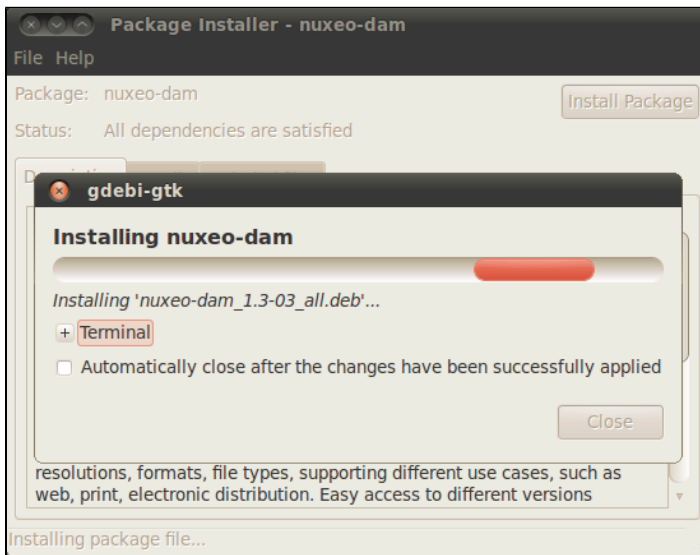 Package Installer - nuxeo-dam
File Help
Package: nuxeo-dam
Install Package
Status: All dependencies are satisfied
gdebi-gtk
Installing nuxeo-dam
Installing 'nuxeo-dam_1.3-03_all.deb'...
+ Terminal
Automatically close after the changes have been successfully applied
Close
resolutions, formats, file types, supporting different use cases, such as
web, print, electronic distribution. Easy access to different versions
Installing package file...